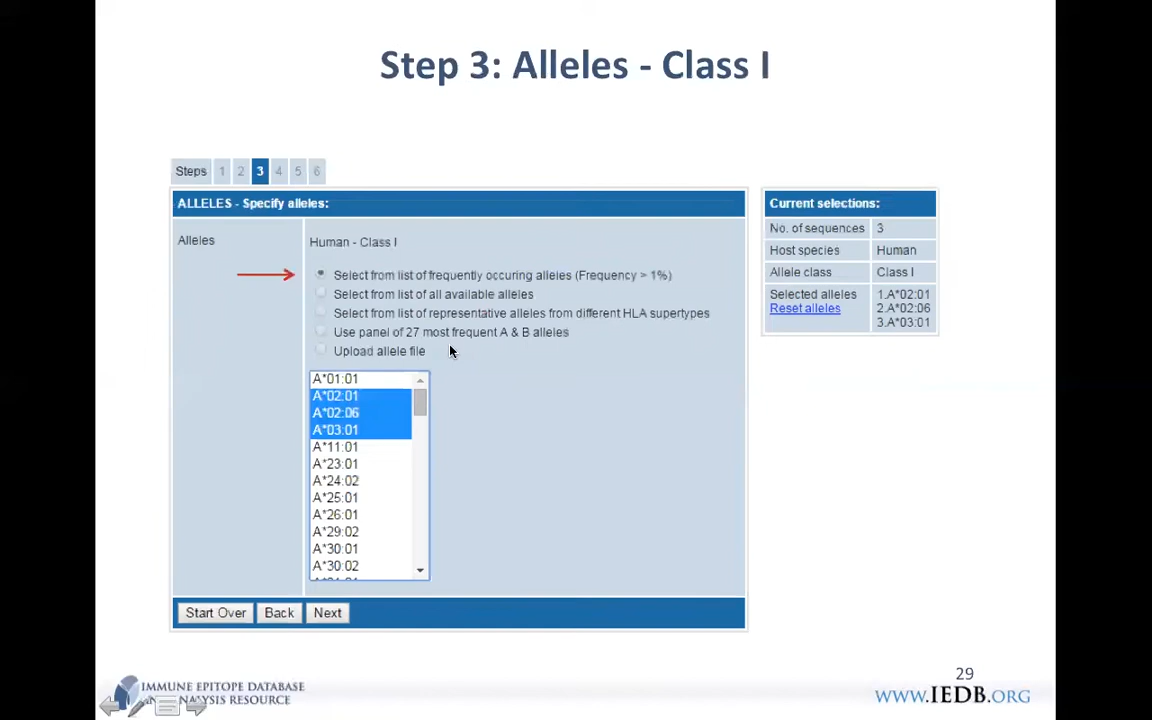 Step 3: Alleles - Class I
Steps 1 2 3 4 5 6
ALLELES - Specify alleles:
Alleles
Human - Class I
Select from list of frequently occuring alleles (Frequency > 1%)
Select from list of all available alleles
Select from list of representative alleles from different HLA supertypes
Use panel of 27 most frequent A & B alleles
Upload allele file
A*01:01
A*02:01
A*02:06
A*03:01
A*11:01
A*23:01
A*24:02
A*25:01
A*26:01
A*29:02
A*30:01
A*30:02
Start Over Back Next
Current selections:
No. of sequences 3
Host species Human
Allele class Class I
Selected alleles 1.A*02:01
Reset alleles 2.A*02:06
3.A*03:01
29
IMMUNE EPITOPE DATABASE
ANALYSIS RESOURCE
WWW.IEDB.ORG